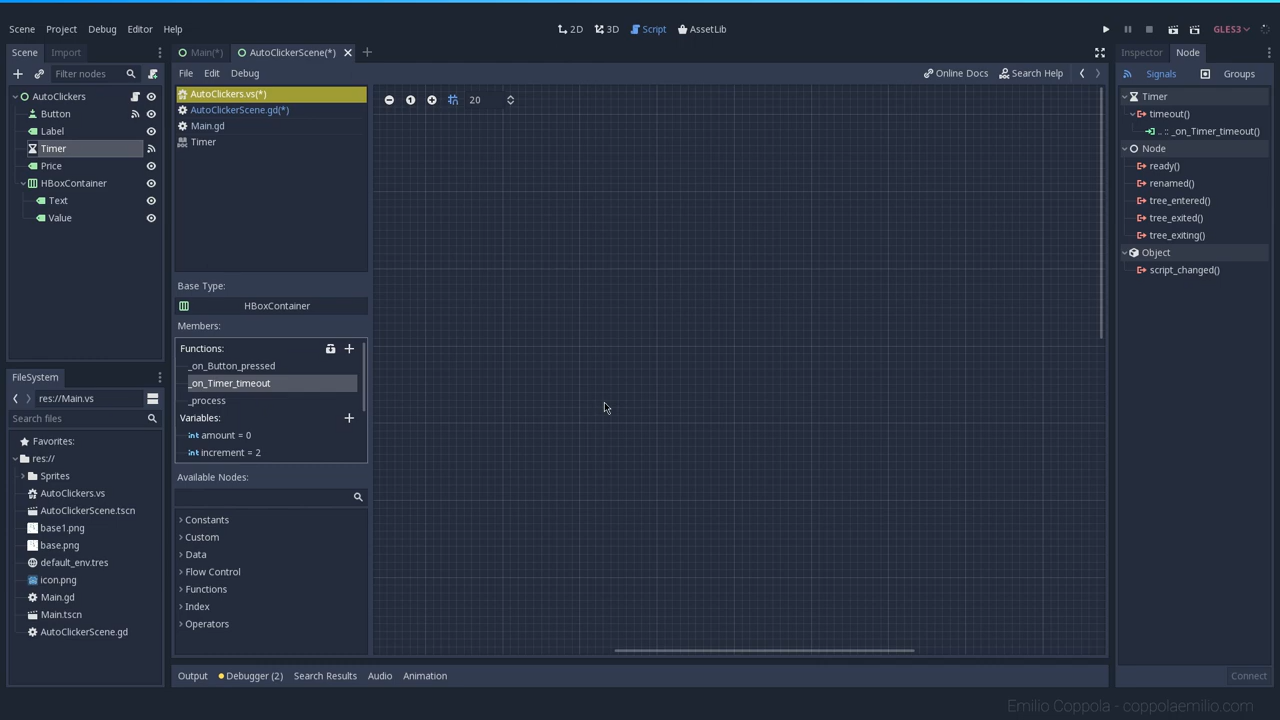 Scene Project Debug Editor Help
2D 3D Script AssetLib
GLES3
Scene Import
Main(*) AutoClickerScene(*)
Inspector Node
Filter nodes
File Edit Debug
Online Docs Search Help
Signals Groups
AutoClickers
Button
Label
Timer
Price
HBoxContainer
Text
Value
AutoClickers.vs(*)
AutoClickerScene.gd(*)
Main.gd
Timer
20
Timer
timeout()
.. :: _on_Timer_timeout()
Node
ready()
renamed()
tree_entered()
tree_exited()
tree_exiting()
Object
script_changed()
Base Type:
HBoxContainer
Members:
Functions:
_on_Button_pressed
_on_Timer_timeout
_process
Variables:
int amount = 0
int increment = 2
FileSystem
res://Main.vs
Search files
Favorites:
res://
Sprites
AutoClickers.vs
AutoClickerScene.tscn
base1.png
base.png
default_env.tres
icon.png
Main.gd
Main.tscn
AutoClickerScene.gd
Available Nodes:
Constants
Custom
Data
Flow Control
Functions
Index
Operators
Output Debugger (2) Search Results Audio Animation
Connect
Emilio Coppola - coppolaemilio.com